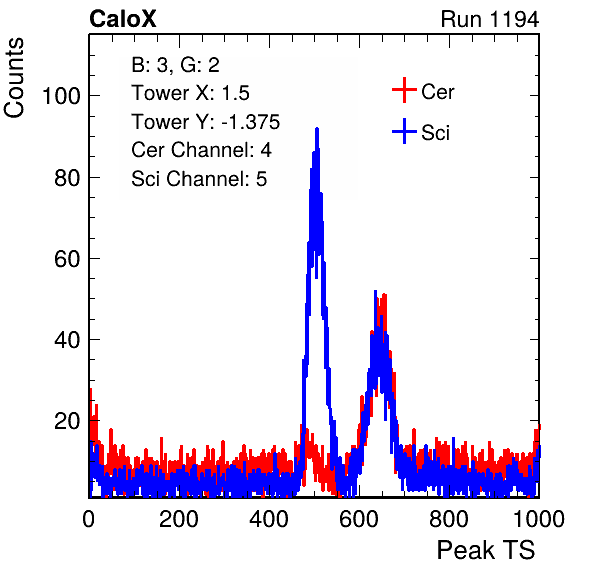 CaloX Run 1194
Counts
B: 3, G: 2
Tower X: 1.5
Tower Y: -1.375
Cer Channel: 4
Sci Channel: 5
Cer
Sci
100
80
60
40
20
0 200 400 600 800 1000
Peak TS